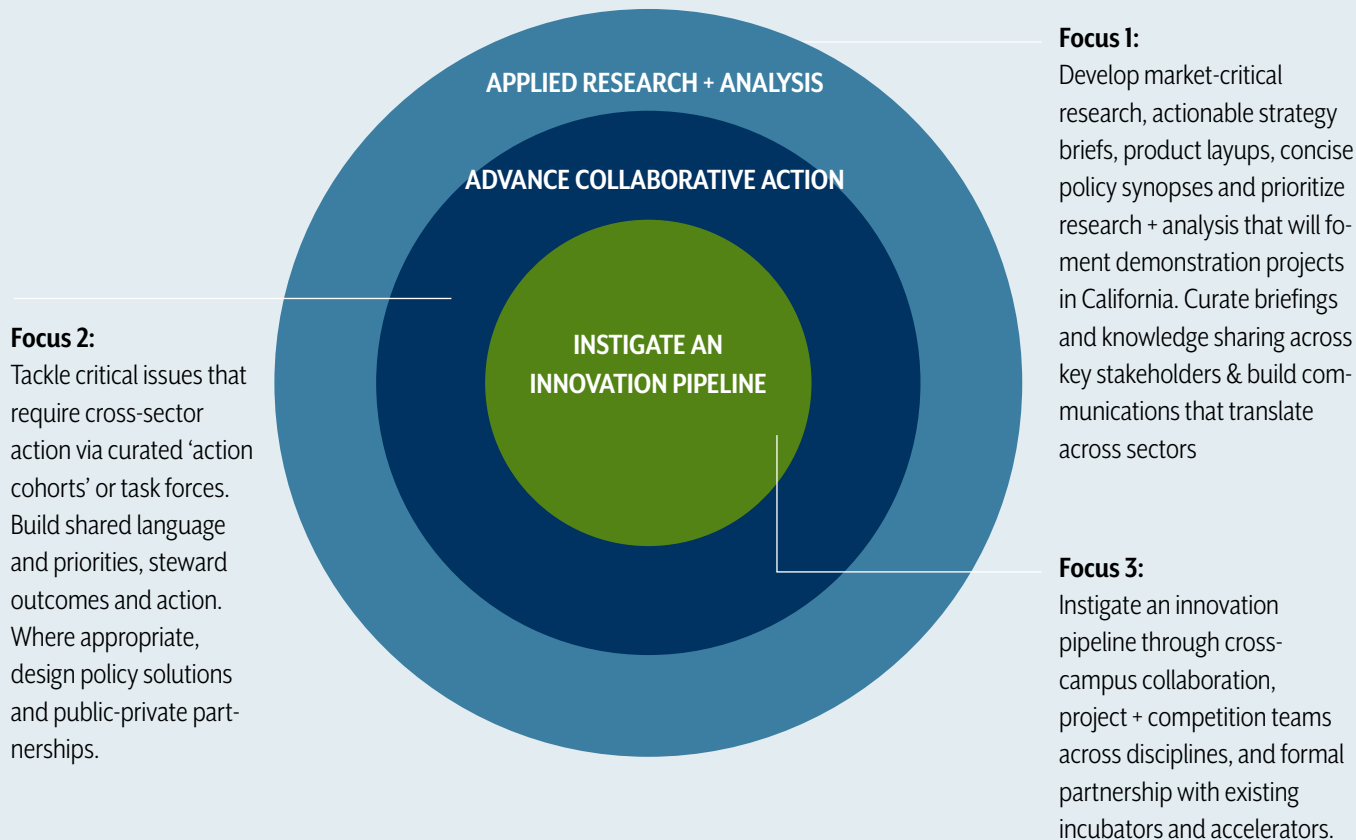 APPLIED RESEARCH + ANALYSIS
ADVANCE COLLABORATIVE ACTION
INSTIGATE AN
INNOVATION PIPELINE
Focus 1:
Develop market-critical
research, actionable strategy
briefs, product layups, concise
policy synopses and prioritize
research + analysis that will fo-
ment demonstration projects
in California. Curate briefings
and knowledge sharing across
key stakeholders & build com-
munications that translate
across sectors
Focus 2:
Tackle critical issues that
require cross-sector
action via curated ‘action
cohorts’ or task forces.
Build shared language
and priorities, steward
outcomes and action.
Where appropriate,
design policy solutions
and public-private part-
nerships.
Focus 3:
Instigate an innovation
pipeline through cross-
campus collaboration,
project + competition teams
across disciplines, and formal
partnership with existing
incubators and accelerators.